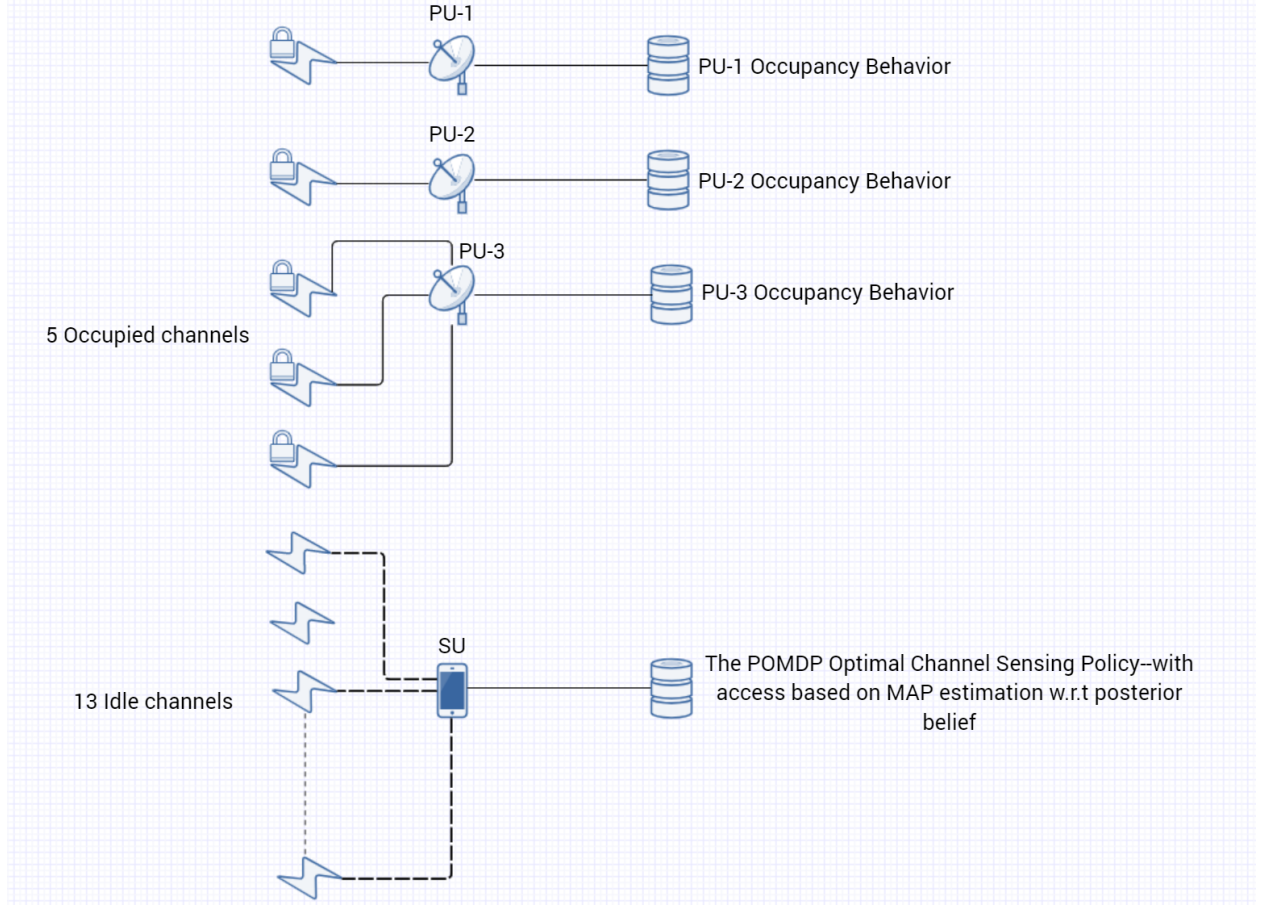 PU-1
PU-1 Occupancy Behavior
PU-2
PU-2 Occupancy Behavior
PU-3
PU-3 Occupancy Behavior
5 Occupied channels
SU
The POMDP Optimal Channel Sensing Policy--with
access based on MAP estimation w.r.t posterior
belief
13 Idle channels